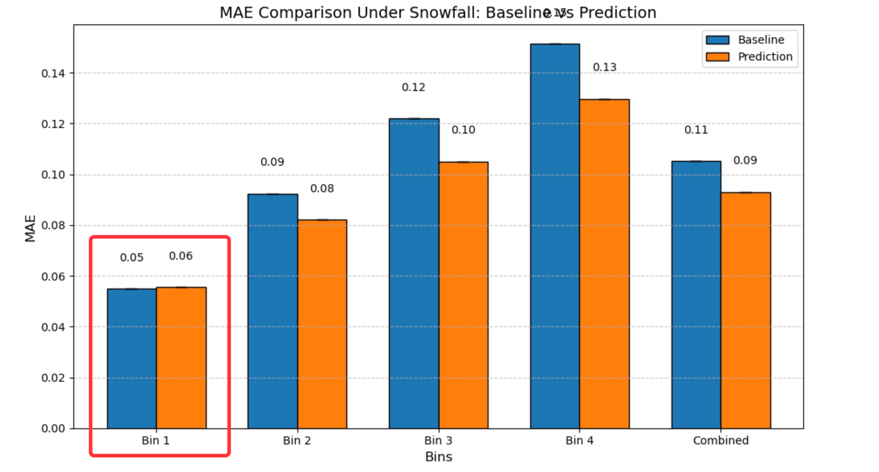 MAE Comparison Under Snowfall: Baseline vs Prediction
0.15
Baseline
Prediction
0.14
0.12
0.10
0.08
0.06
0.04
0.02
0.00
MAE
0.05
0.06
0.09
0.08
0.12
0.10
0.13
0.11
0.09
Bin 1
Bin 2
Bin 3
Bin 4
Combined
Bins